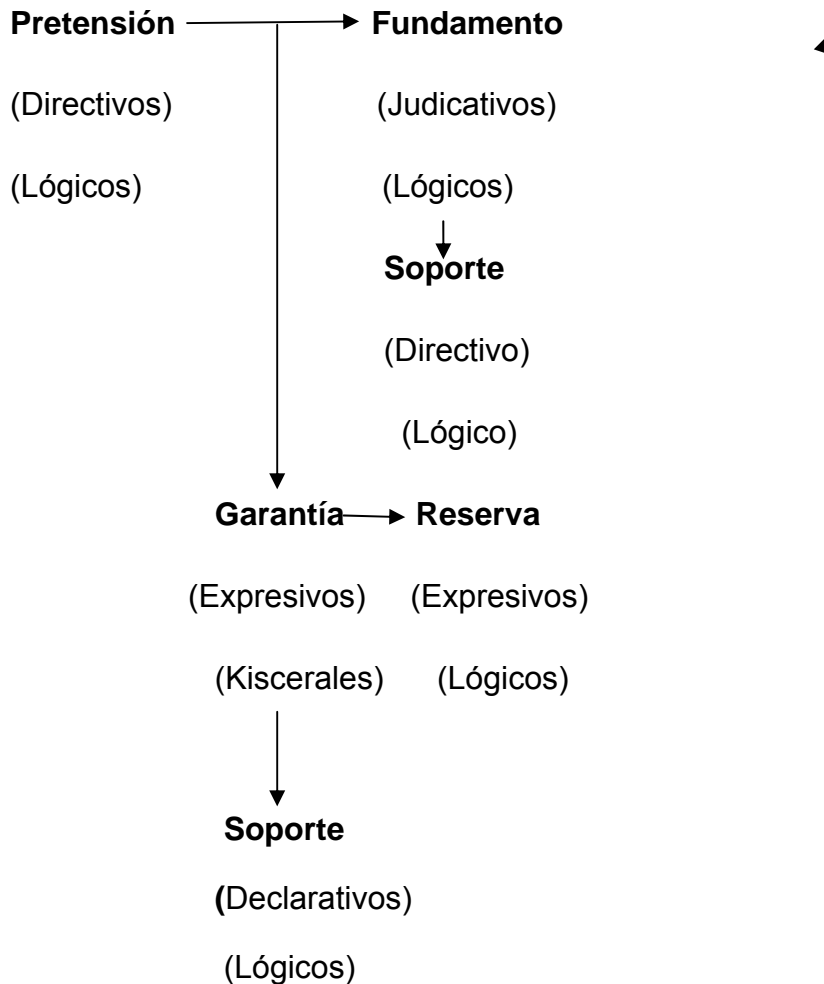 Pretensión Fundamento
(Directivos) (Judicativos)
(Lógicos) (Lógicos)
Soporte
(Directivo)
(Lógico)
Garantía Reserva
(Expresivos) (Expresivos)
(Kiscerales) (Lógicos)
Soporte
(Declarativos)
(Lógicos)